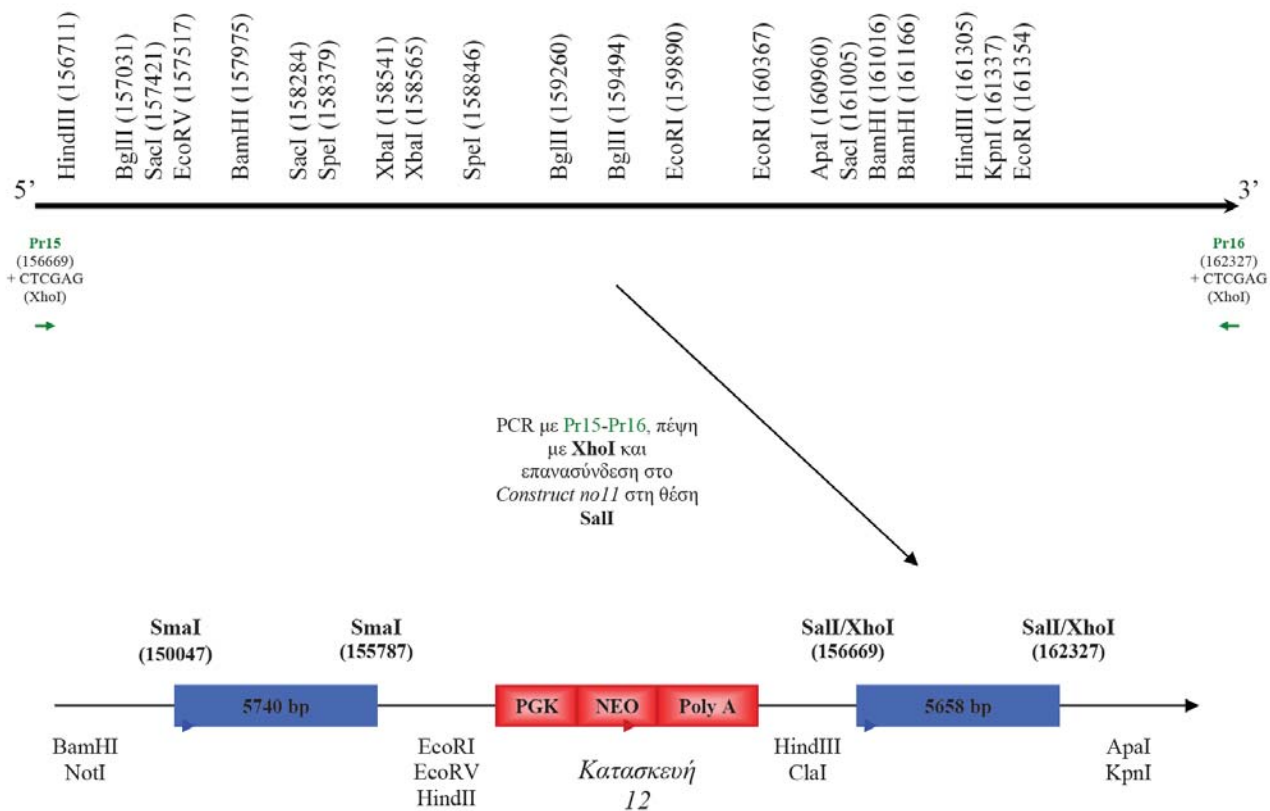 HindIII (156711)
BglII (157031)
SacI (157421)
EcoRV (157517)
BamHI (157975)
SacI (158284)
SpeI (158379)
XbaI (158541)
XbaI (158565)
SpeI (158846)
BglII (159260)
BglII (159494)
EcoRI (159890)
EcoRI (160367)
ApaI (160960)
SacI (161005)
BamHI (161016)
BamHI (161166)
HindIII (161305)
KpnI (161337)
EcoRI (161354)
5’
3’
Pr15
(156669)
+ CTCGAG
(XhoI)
Pr16
(162327)
+ CTCGAG
(XhoI)
PCR με Pr15-Pr16, πέψη
με XhoI και
επανασύνδεση στο
Construct no11 στη θέση
SalI
SmaI
(150047)
SmaI
(155787)
SalI/XhoI
(156669)
SalI/XhoI
(162327)
5740 bp
PGK
NEO
Poly A
5658 bp
BamHI
NotI
EcoRI
EcoRV
HindII
Κατασκευή
12
HindIII
ClaI
ApaI
KpnI